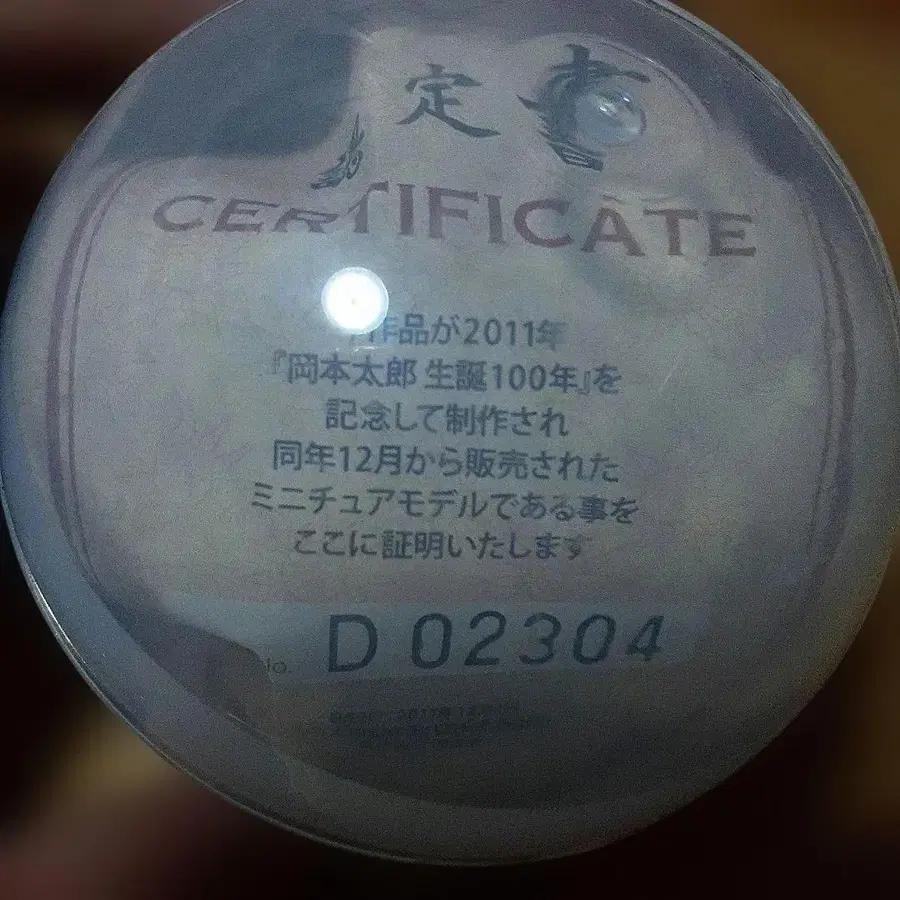 定書
CERTIFICATE
作品が2011年
『岡本太郎 生誕100年』を
記念して制作され
同年12月から販売された
ミニチュアモデルである事を
ここに証明いたします
No. D 02304